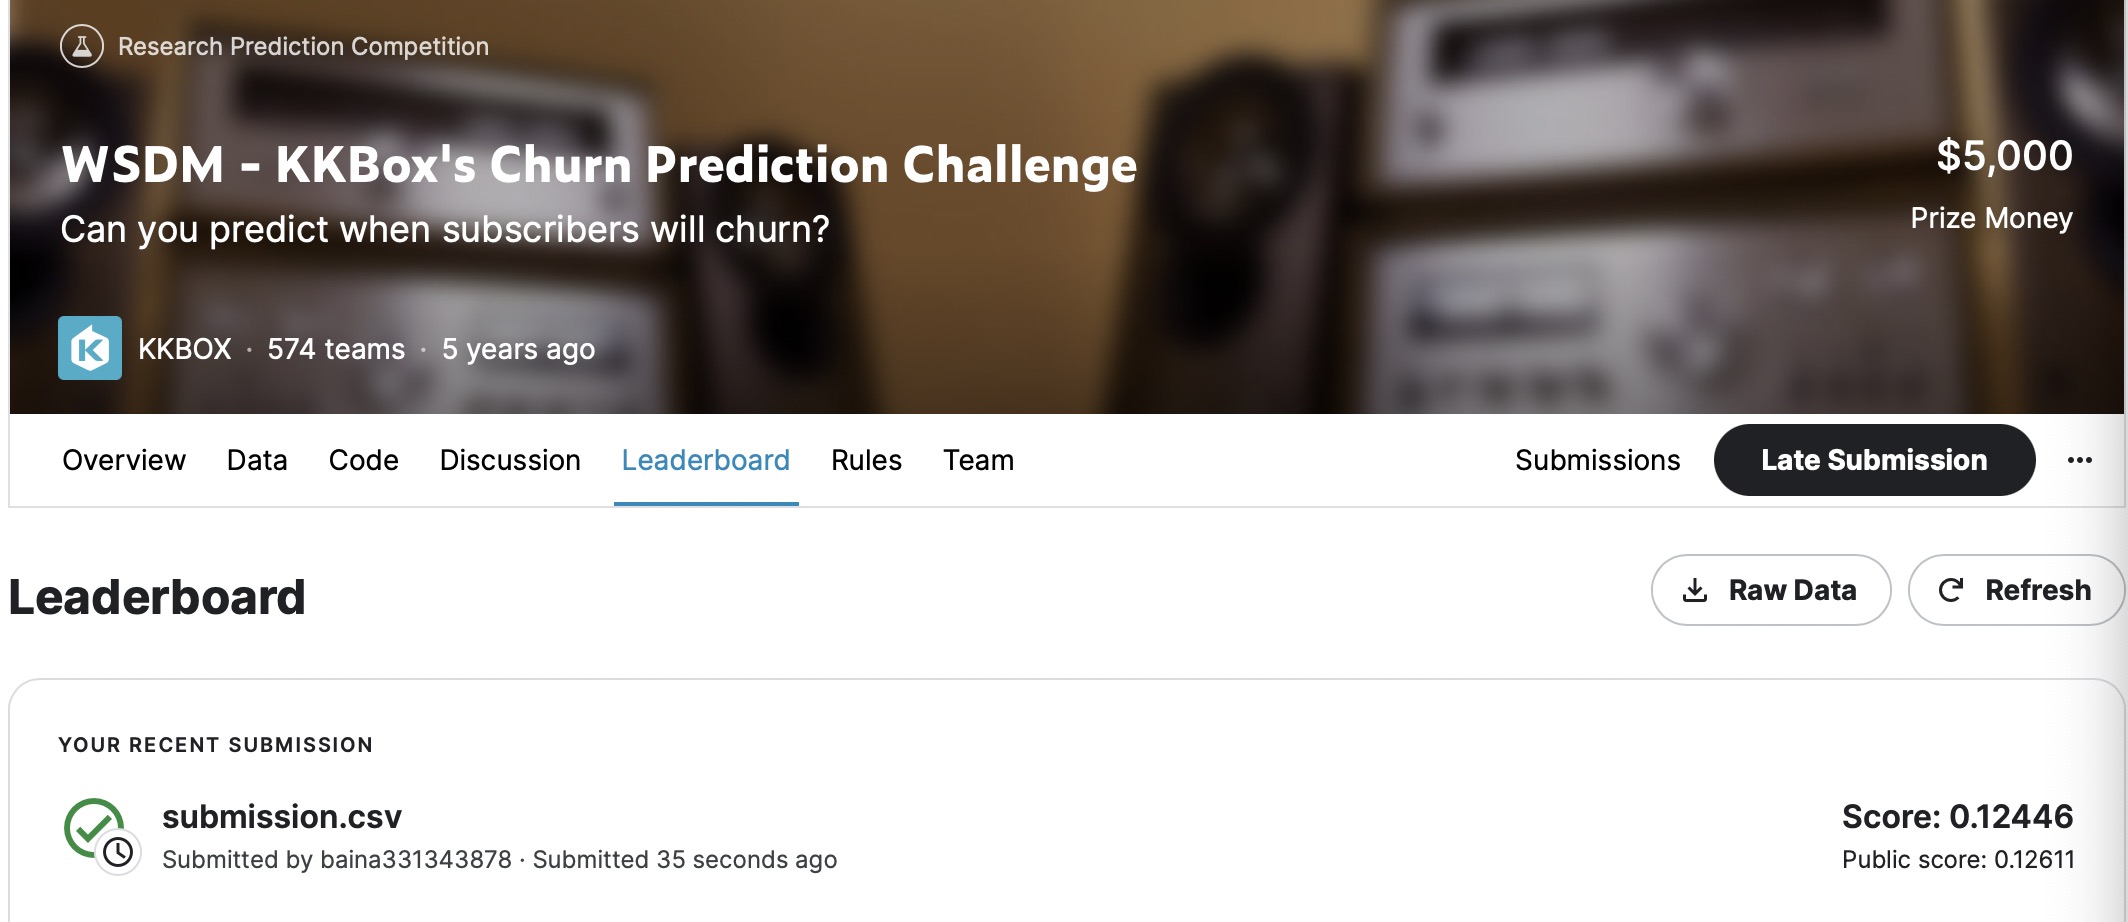 Research Prediction Competition
WSDM - KKBox's Churn Prediction Challenge
Can you predict when subscribers will churn?
$5,000
Prize Money
KKBOX · 574 teams · 5 years ago
Overview Data Code Discussion Leaderboard Rules Team Submissions Late Submission ···
Leaderboard
Raw Data Refresh
YOUR RECENT SUBMISSION
submission.csv
Score: 0.12446
Submitted by baina331343878 · Submitted 35 seconds ago
Public score: 0.12611